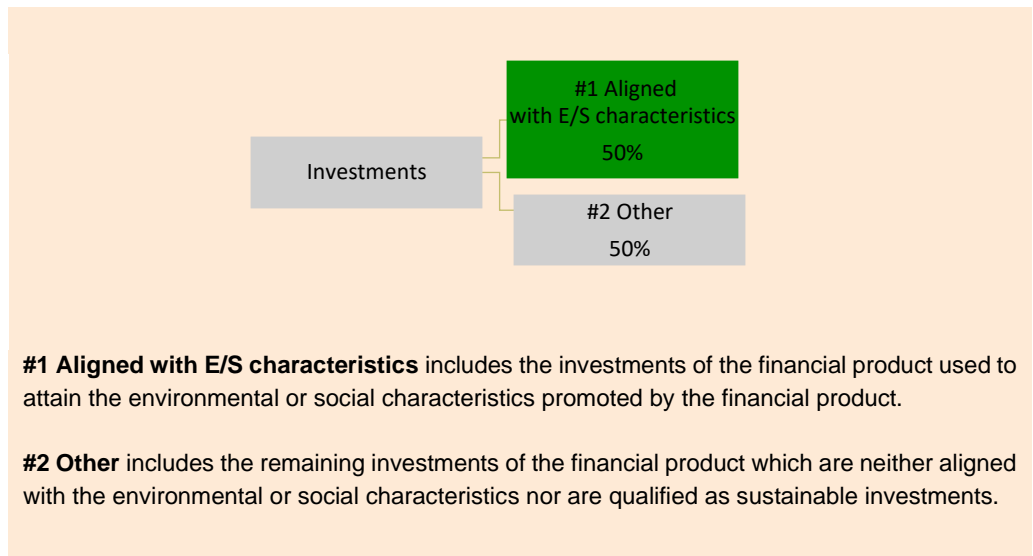 #1 Aligned
with E/S characteristics
50%
Investments
#2 Other
50%
#1 Aligned with E/S characteristics includes the investments of the financial product used to
attain the environmental or social characteristics promoted by the financial product.
#2 Other includes the remaining investments of the financial product which are neither aligned
with the environmental or social characteristics nor are qualified as sustainable investments.